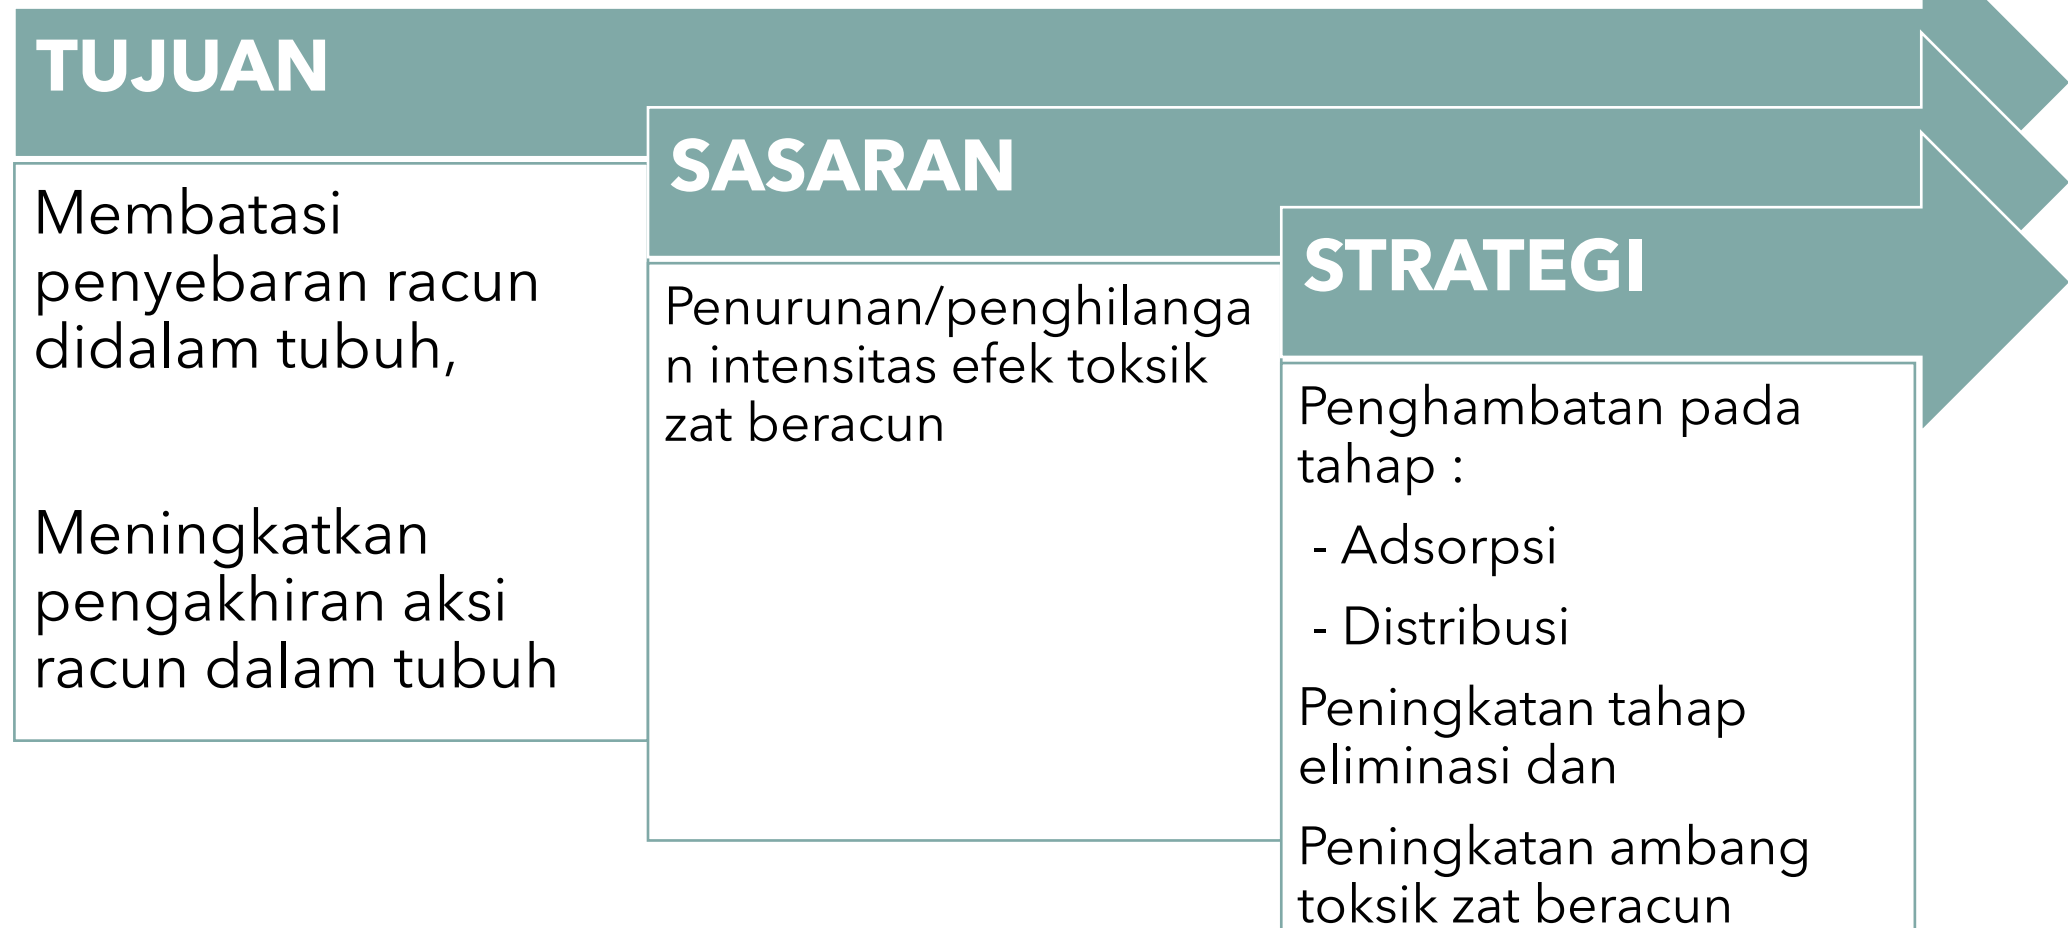 TUJUAN
Membatasi
penyebaran racun
didalam tubuh,
Meningkatkan
pengakhiran aksi
racun dalam tubuh
SASARAN
Penurunan/penghilanga
n intensitas efek toksik
zat beracun
STRATEGI
Penghambatan pada
tahap :
- Adsorpsi
- Distribusi
Peningkatan tahap
eliminasi dan
Peningkatan ambang
toksik zat beracun